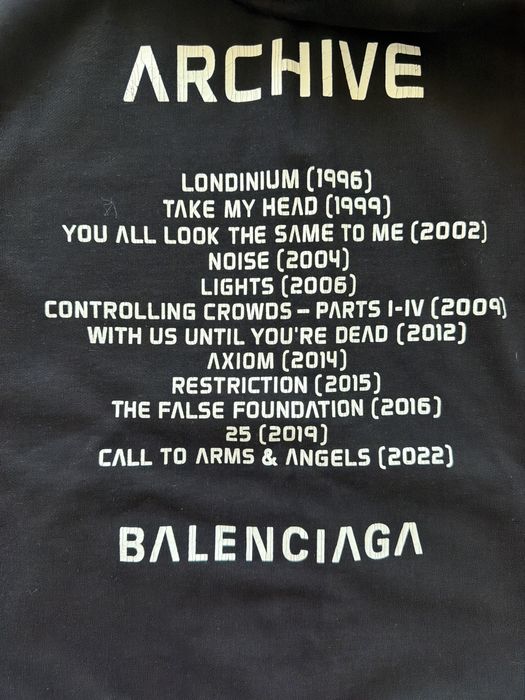 ARCHIVE
LONDINIUM (1996)
TAKE MY HEAD (1999)
YOU ALL LOOK THE SAME TO ME (2002)
NOISE (2004)
LIGHTS (2006)
CONTROLLING CROWDS – PARTS I-IV (2009)
WITH US UNTIL YOU'RE DEAD (2012)
AXIOM (2014)
RESTRICTION (2015)
THE FALSE FOUNDATION (2016)
25 (2019)
CALL TO ARMS & ANGELS (2022)
BALENCIAGA